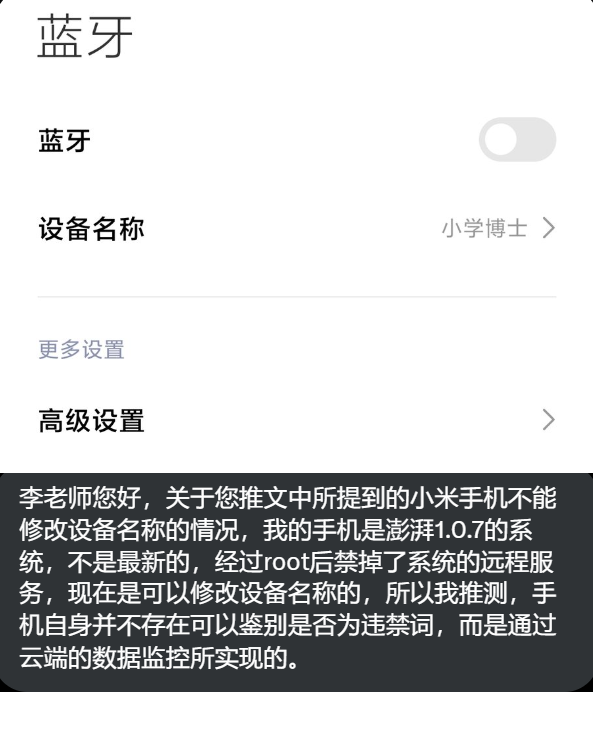 蓝牙
蓝牙
设备名称 小学博士
更多设置
高级设置
李老师您好，关于您推文中所提到的小米手机不能
修改设备名称的情况，我的手机是澎湃1.0.7的系
统，不是最新的，经过root后禁掉了系统的远程服
务，现在是可以修改设备名称的，所以我推测，手
机自身并不存在可以鉴别是否为违禁词，而是通过
云端的数据监控所实现的。